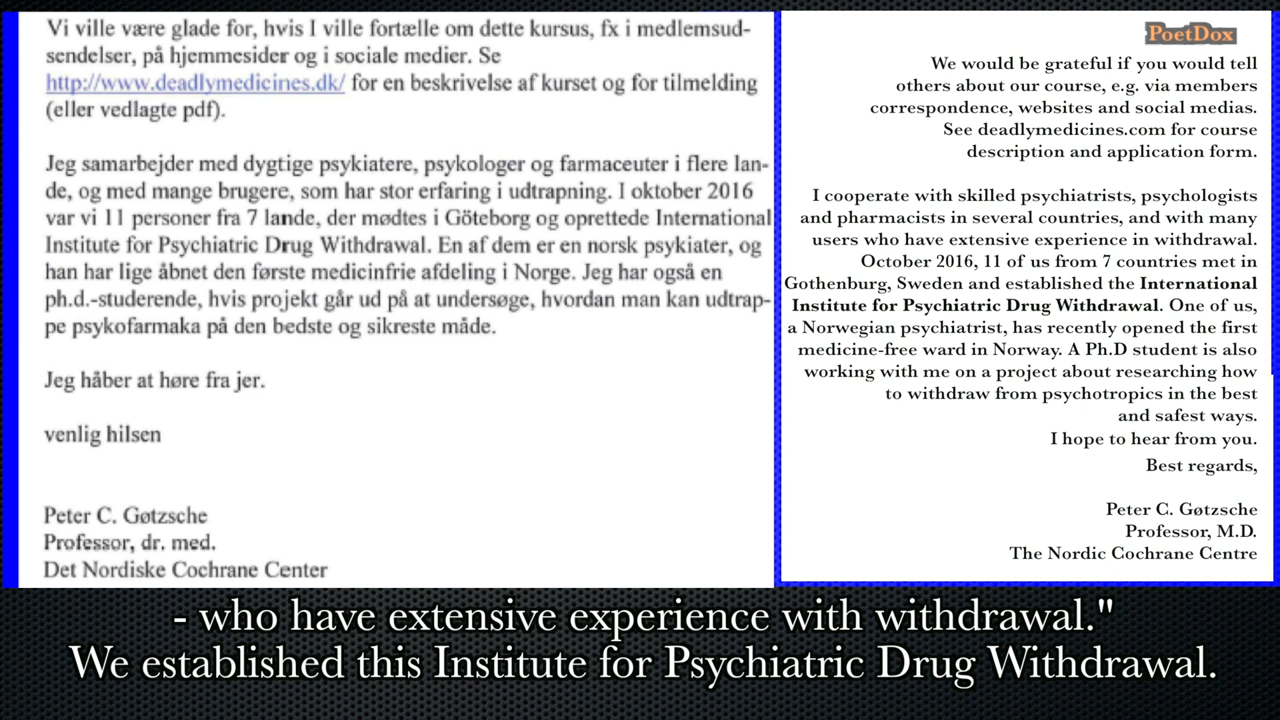 Vi ville være glade for, hvis I ville fortælle om dette kursus, fx i medlemsud-
sendelser, på hjemmesider og i sociale medier. Se
http://www.deadlymedicines.dk/ for en beskrivelse af kurset og for tilmelding
(eller vedlagte pdf).
Jeg samarbejder med dygtige psykiatere, psykologer og farmaceuter i flere lan-
de, og med mange brugere, som har stor erfaring i udtrapning. I oktober 2016
var vi 11 personer fra 7 lande, der mødtes i Göteborg og oprettede International
Institute for Psychiatric Drug Withdrawal. En af dem er en norsk psykiater, og
han har lige åbnet den første medicinfrie afdeling i Norge. Jeg har også en
ph.d.-studerende, hvis projekt går ud på at undersøge, hvordan man kan udtrap-
pe psykofarmaka på den bedste og sikreste måde.
Jeg håber at høre fra jer.
venlig hilsen
Peter C. Gøtzsche
Professor, dr. med.
Det Nordiske Cochrane Center
PoetDox
We would be grateful if you would tell
others about our course, e.g. via members
correspondence, websites and social medias.
See deadlymedicines.com for course
description and application form.
I cooperate with skilled psychiatrists, psychologists
and pharmacists in several countries, and with many
users who have extensive experience in withdrawal.
October 2016, 11 of us from 7 countries met in
Gothenburg, Sweden and established the International
Institute for Psychiatric Drug Withdrawal. One of us,
a Norwegian psychiatrist, has recently opened the first
medicine-free ward in Norway. A Ph.D student is also
working with me on a project about researching how
to withdraw from psychotropics in the best
and safest ways.
I hope to hear from you.
Best regards,
Peter C. Gøtzsche
Professor, M.D.
The Nordic Cochrane Centre
- who have extensive experience with withdrawal."
We established this Institute for Psychiatric Drug Withdrawal.